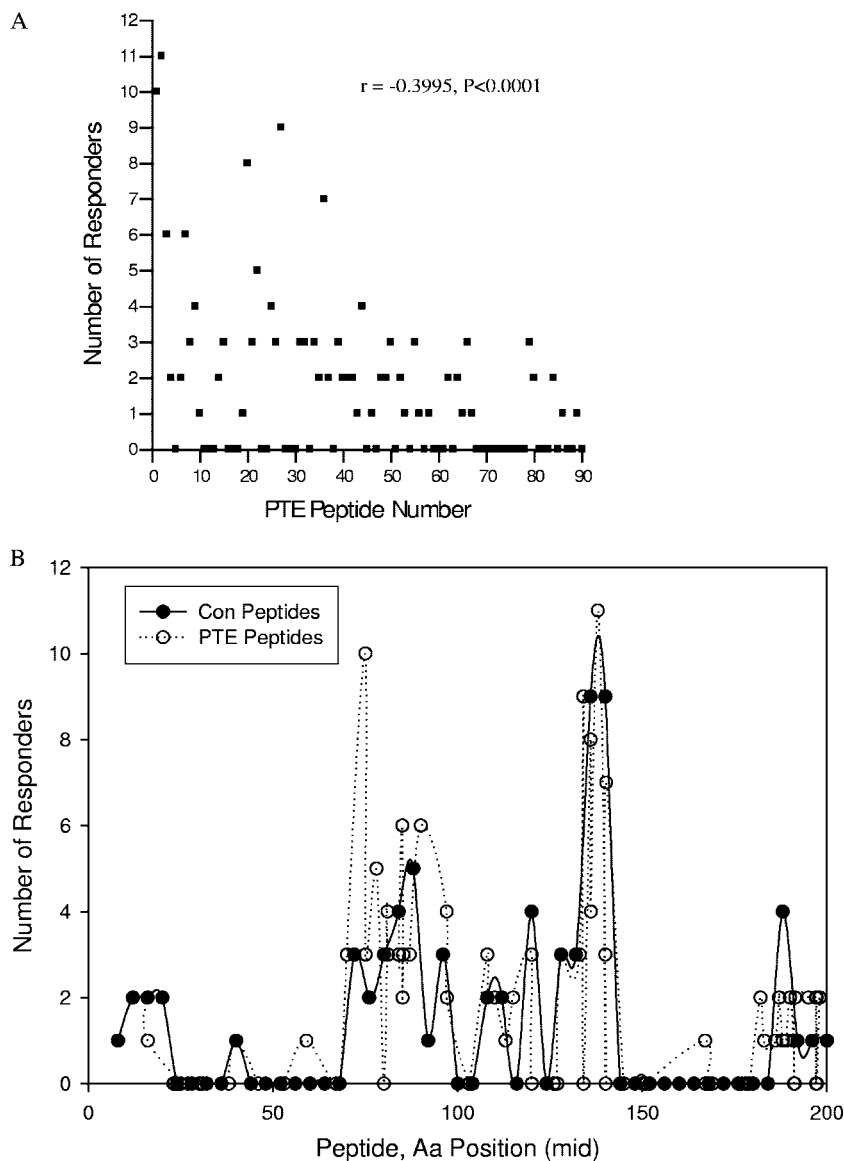 A
12
11
10
9
8
7
6
5
4
3
2
1
0
Number of Responders
r = -0.3995, P<0.0001
0 10 20 30 40 50 60 70 80 90
PTE Peptide Number
B
12
10
8
6
4
2
0
Number of Responders
Con Peptides
PTE Peptides
0 50 100 150 200
Peptide, Aa Position (mid)